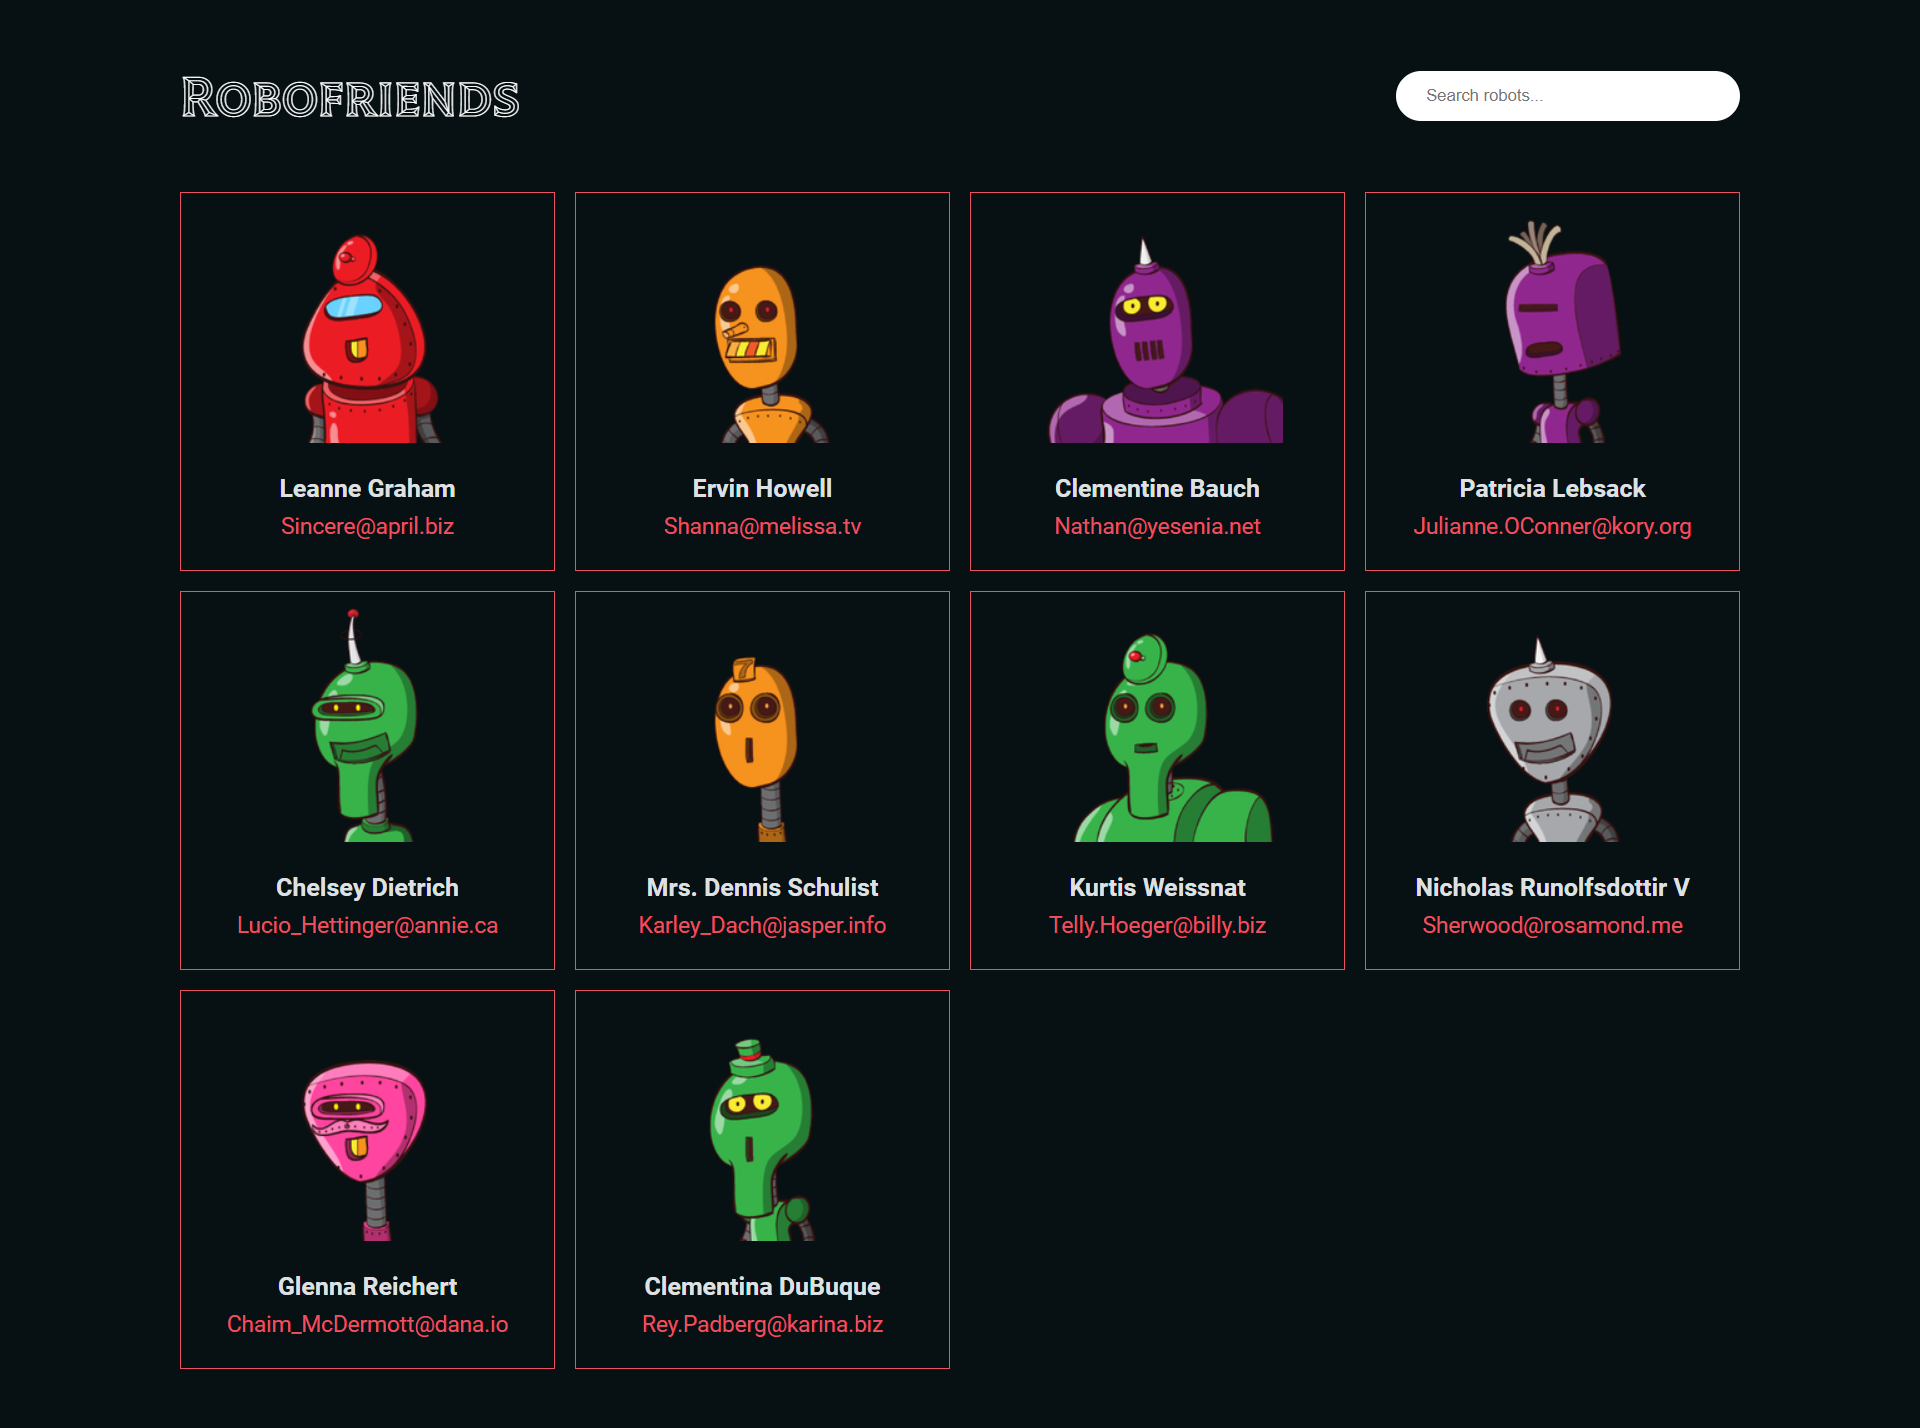 Robofriends
Search robots...
Leanne Graham
Sincere@april.biz
Ervin Howell
Shanna@melissa.tv
Clementine Bauch
Nathan@yesenia.net
Patricia Lebsack
Julianne.OConner@kory.org
7
Chelsey Dietrich
Lucio_Hettinger@annie.ca
Mrs. Dennis Schulist
Karley_Dach@jasper.info
Kurtis Weissnat
Telly.Hoeger@billy.biz
Nicholas Runolfsdottir V
Sherwood@rosamond.me
Glenna Reichert
Chaim_McDermott@dana.io
Clementina DuBuque
Rey.Padberg@karina.biz